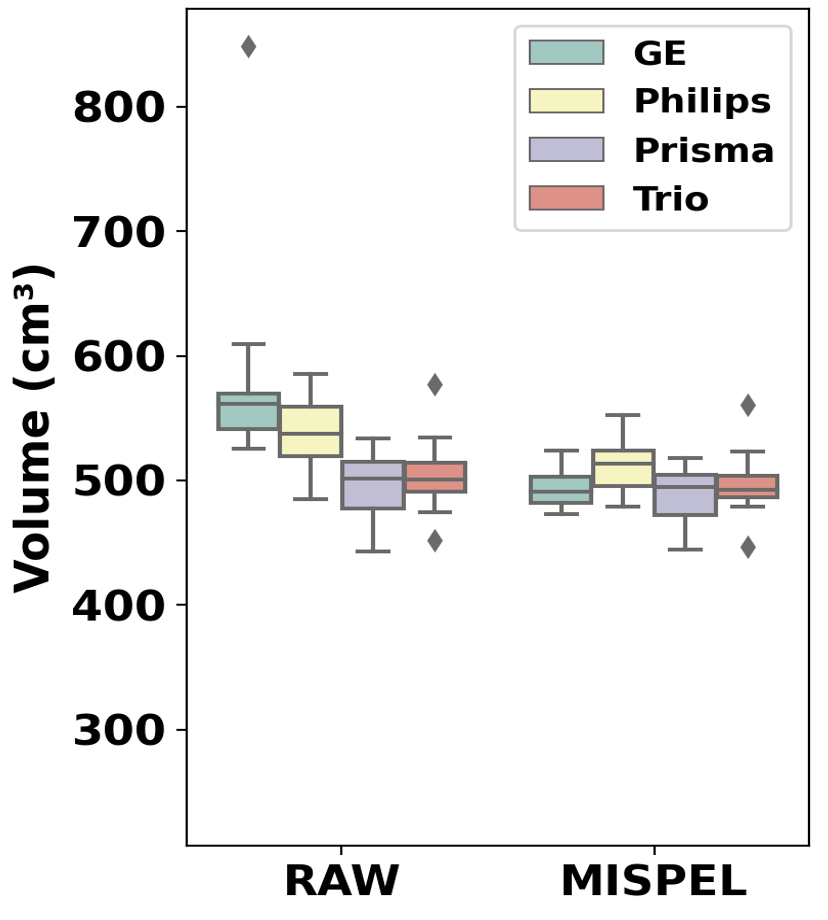 Volume (cm³)
800
700
600
500
400
300
GE
Philips
Prisma
Trio
RAW
MISPEL